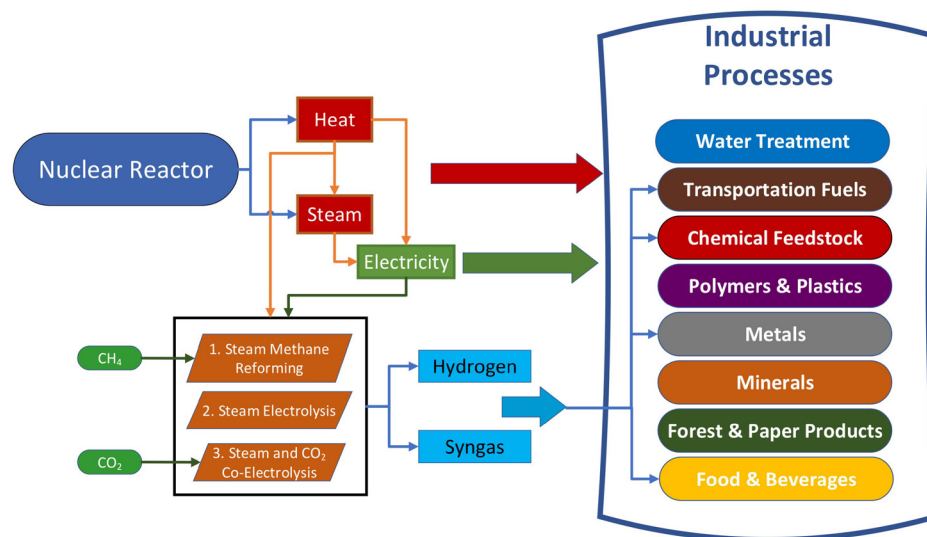 Industrial
Processes
Nuclear Reactor
Heat
Steam
Electricity
CH₄
CO₂
1. Steam Methane
Reforming
2. Steam Electrolysis
3. Steam and CO₂
Co-Electrolysis
Hydrogen
Syngas
Water Treatment
Transportation Fuels
Chemical Feedstock
Polymers & Plastics
Metals
Minerals
Forest & Paper Products
Food & Beverages